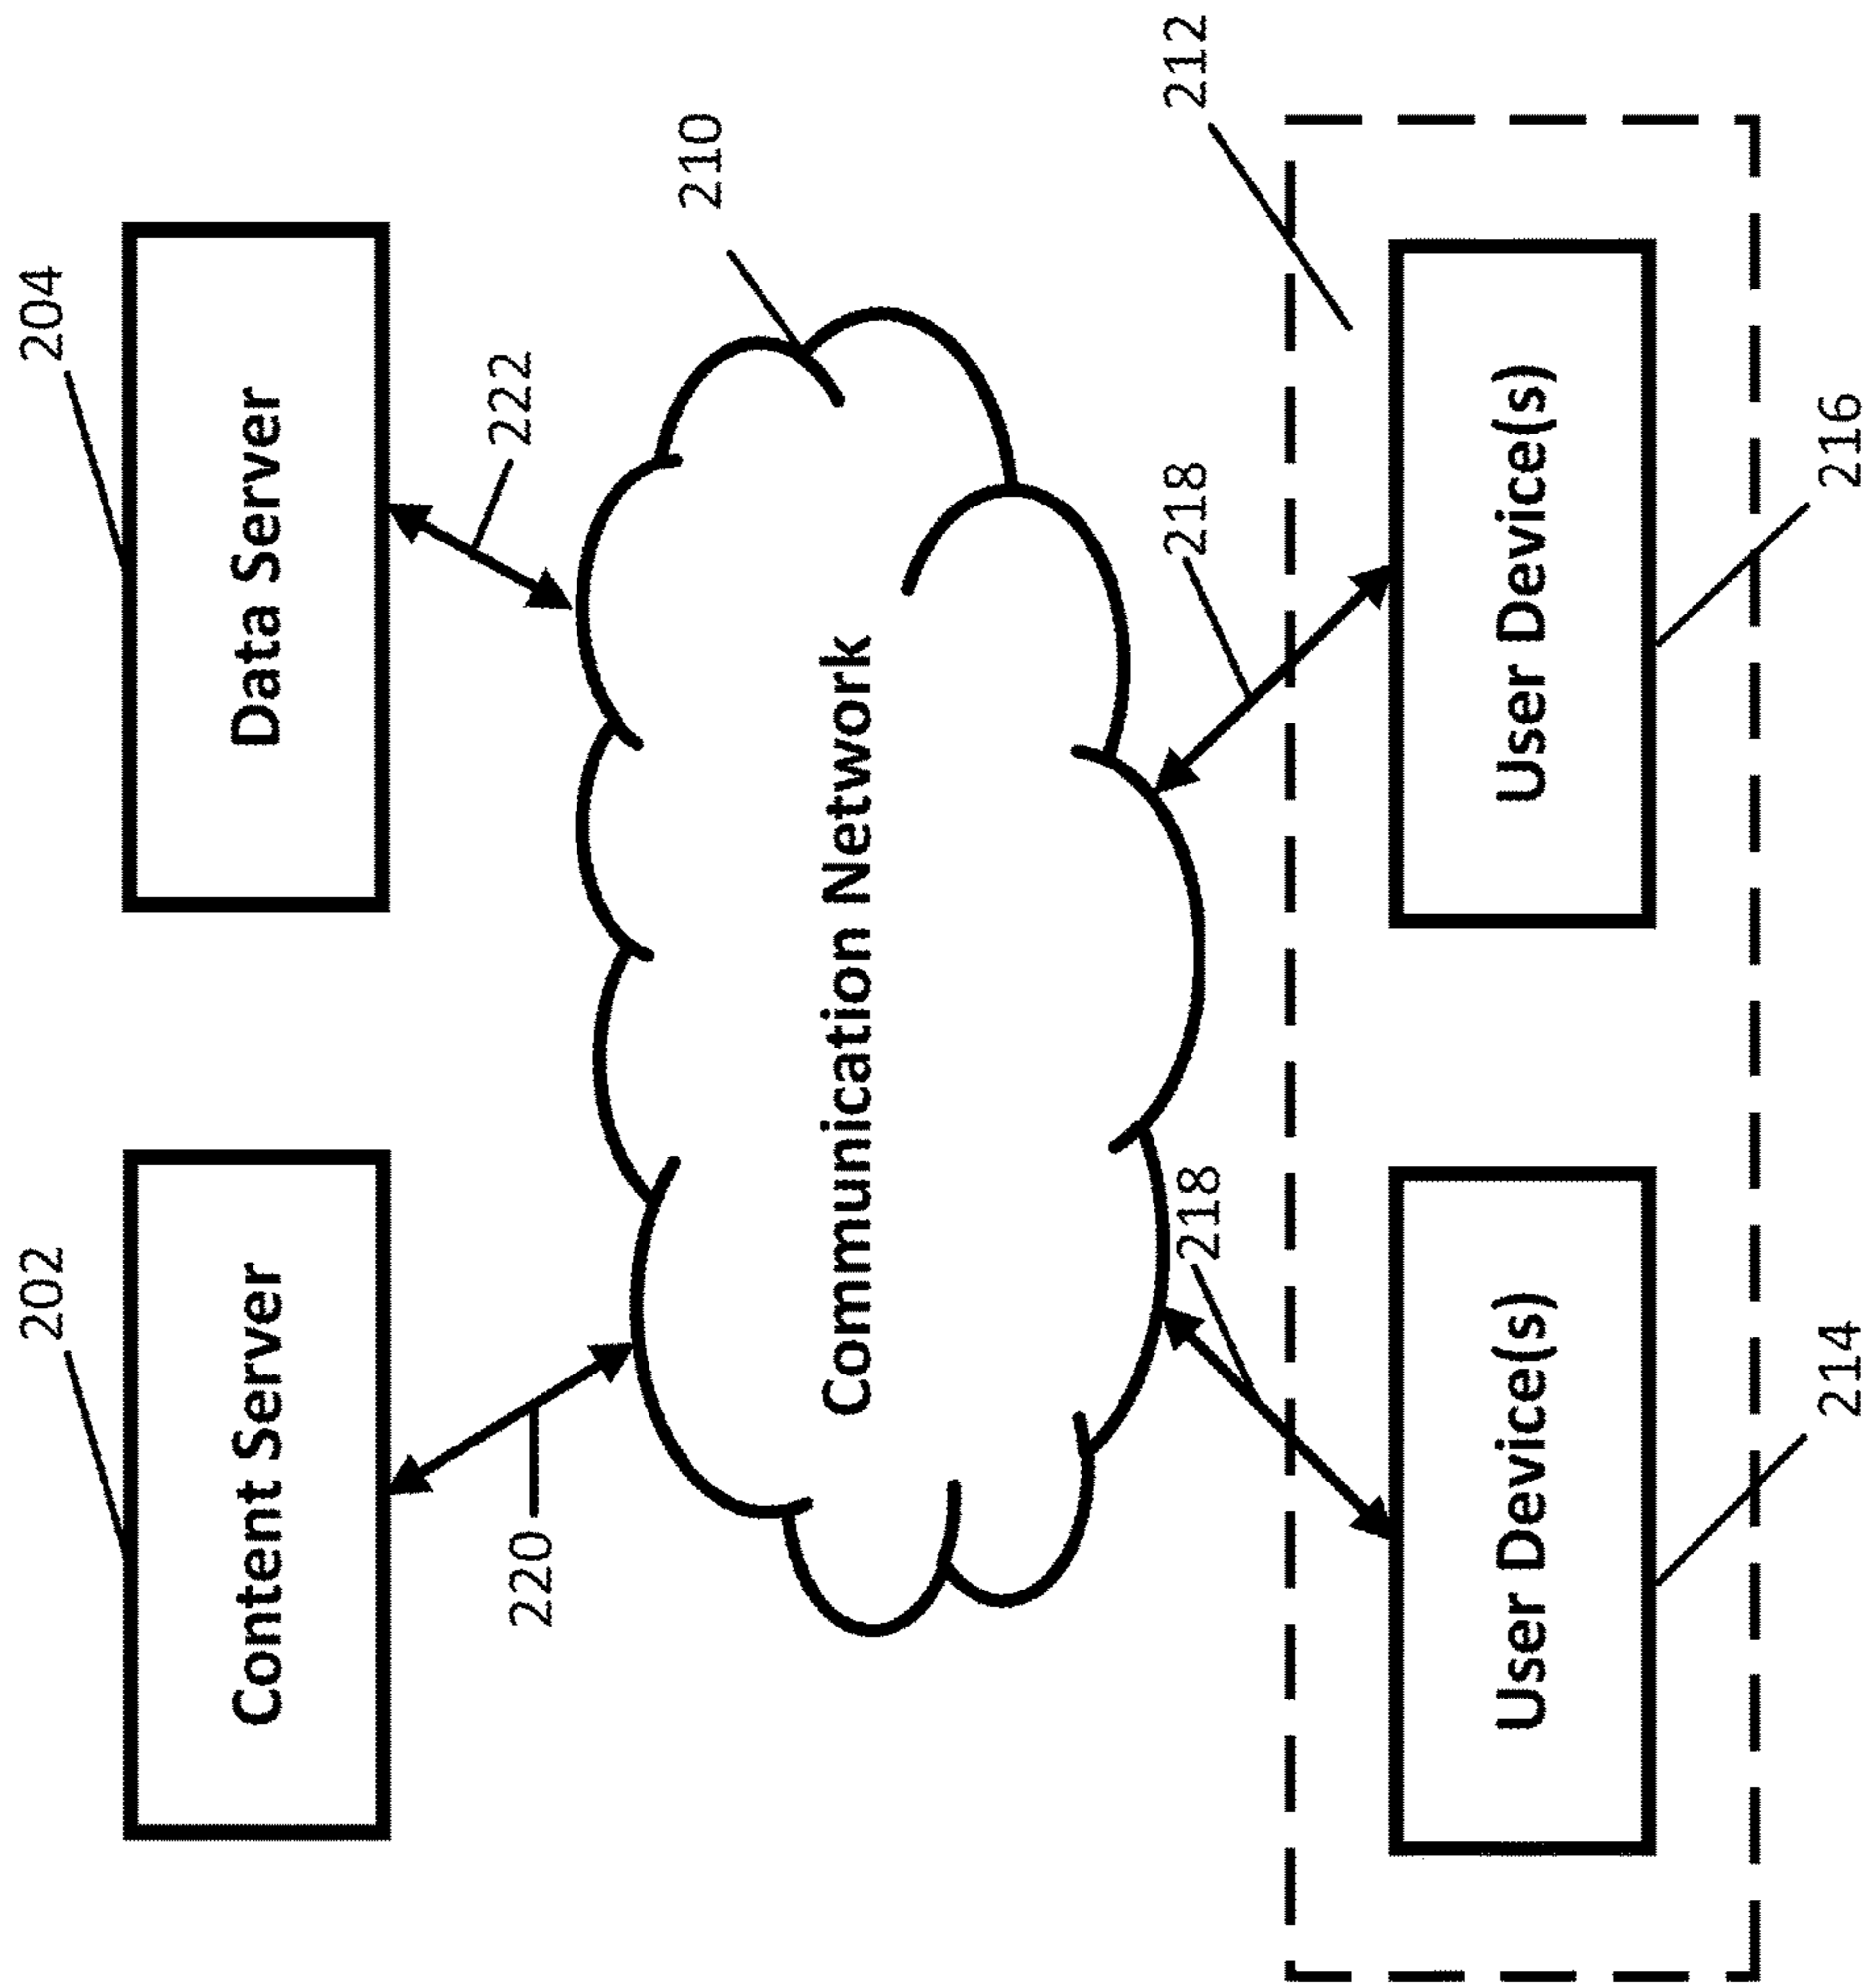 202
204
Content Server
Data Server
220
222
210
Communication Network
218
218
212
User Device(s)
User Device(s)
214
216